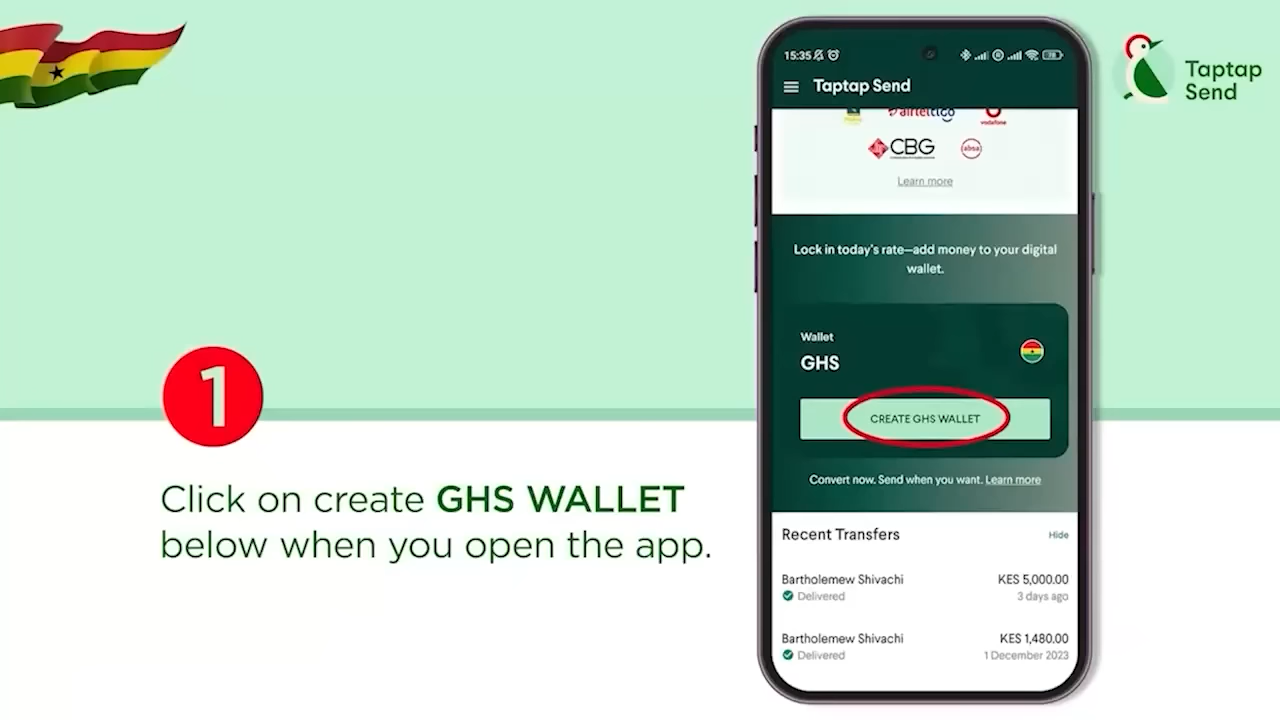 1
Click on create GHS WALLET
below when you open the app.
15:35
78
Taptap Send
airteltigo
vodafone
CBG
absa
Learn more
Lock in today's rate—add money to your digital
wallet.
Wallet
GHS
CREATE GHS WALLET
Convert now. Send when you want. Learn more
Recent Transfers
Hide
Bartholemew Shivachi
KES 5,000.00
Delivered
3 days ago
Bartholemew Shivachi
KES 1,480.00
Delivered
1 December 2023
Taptap
Send